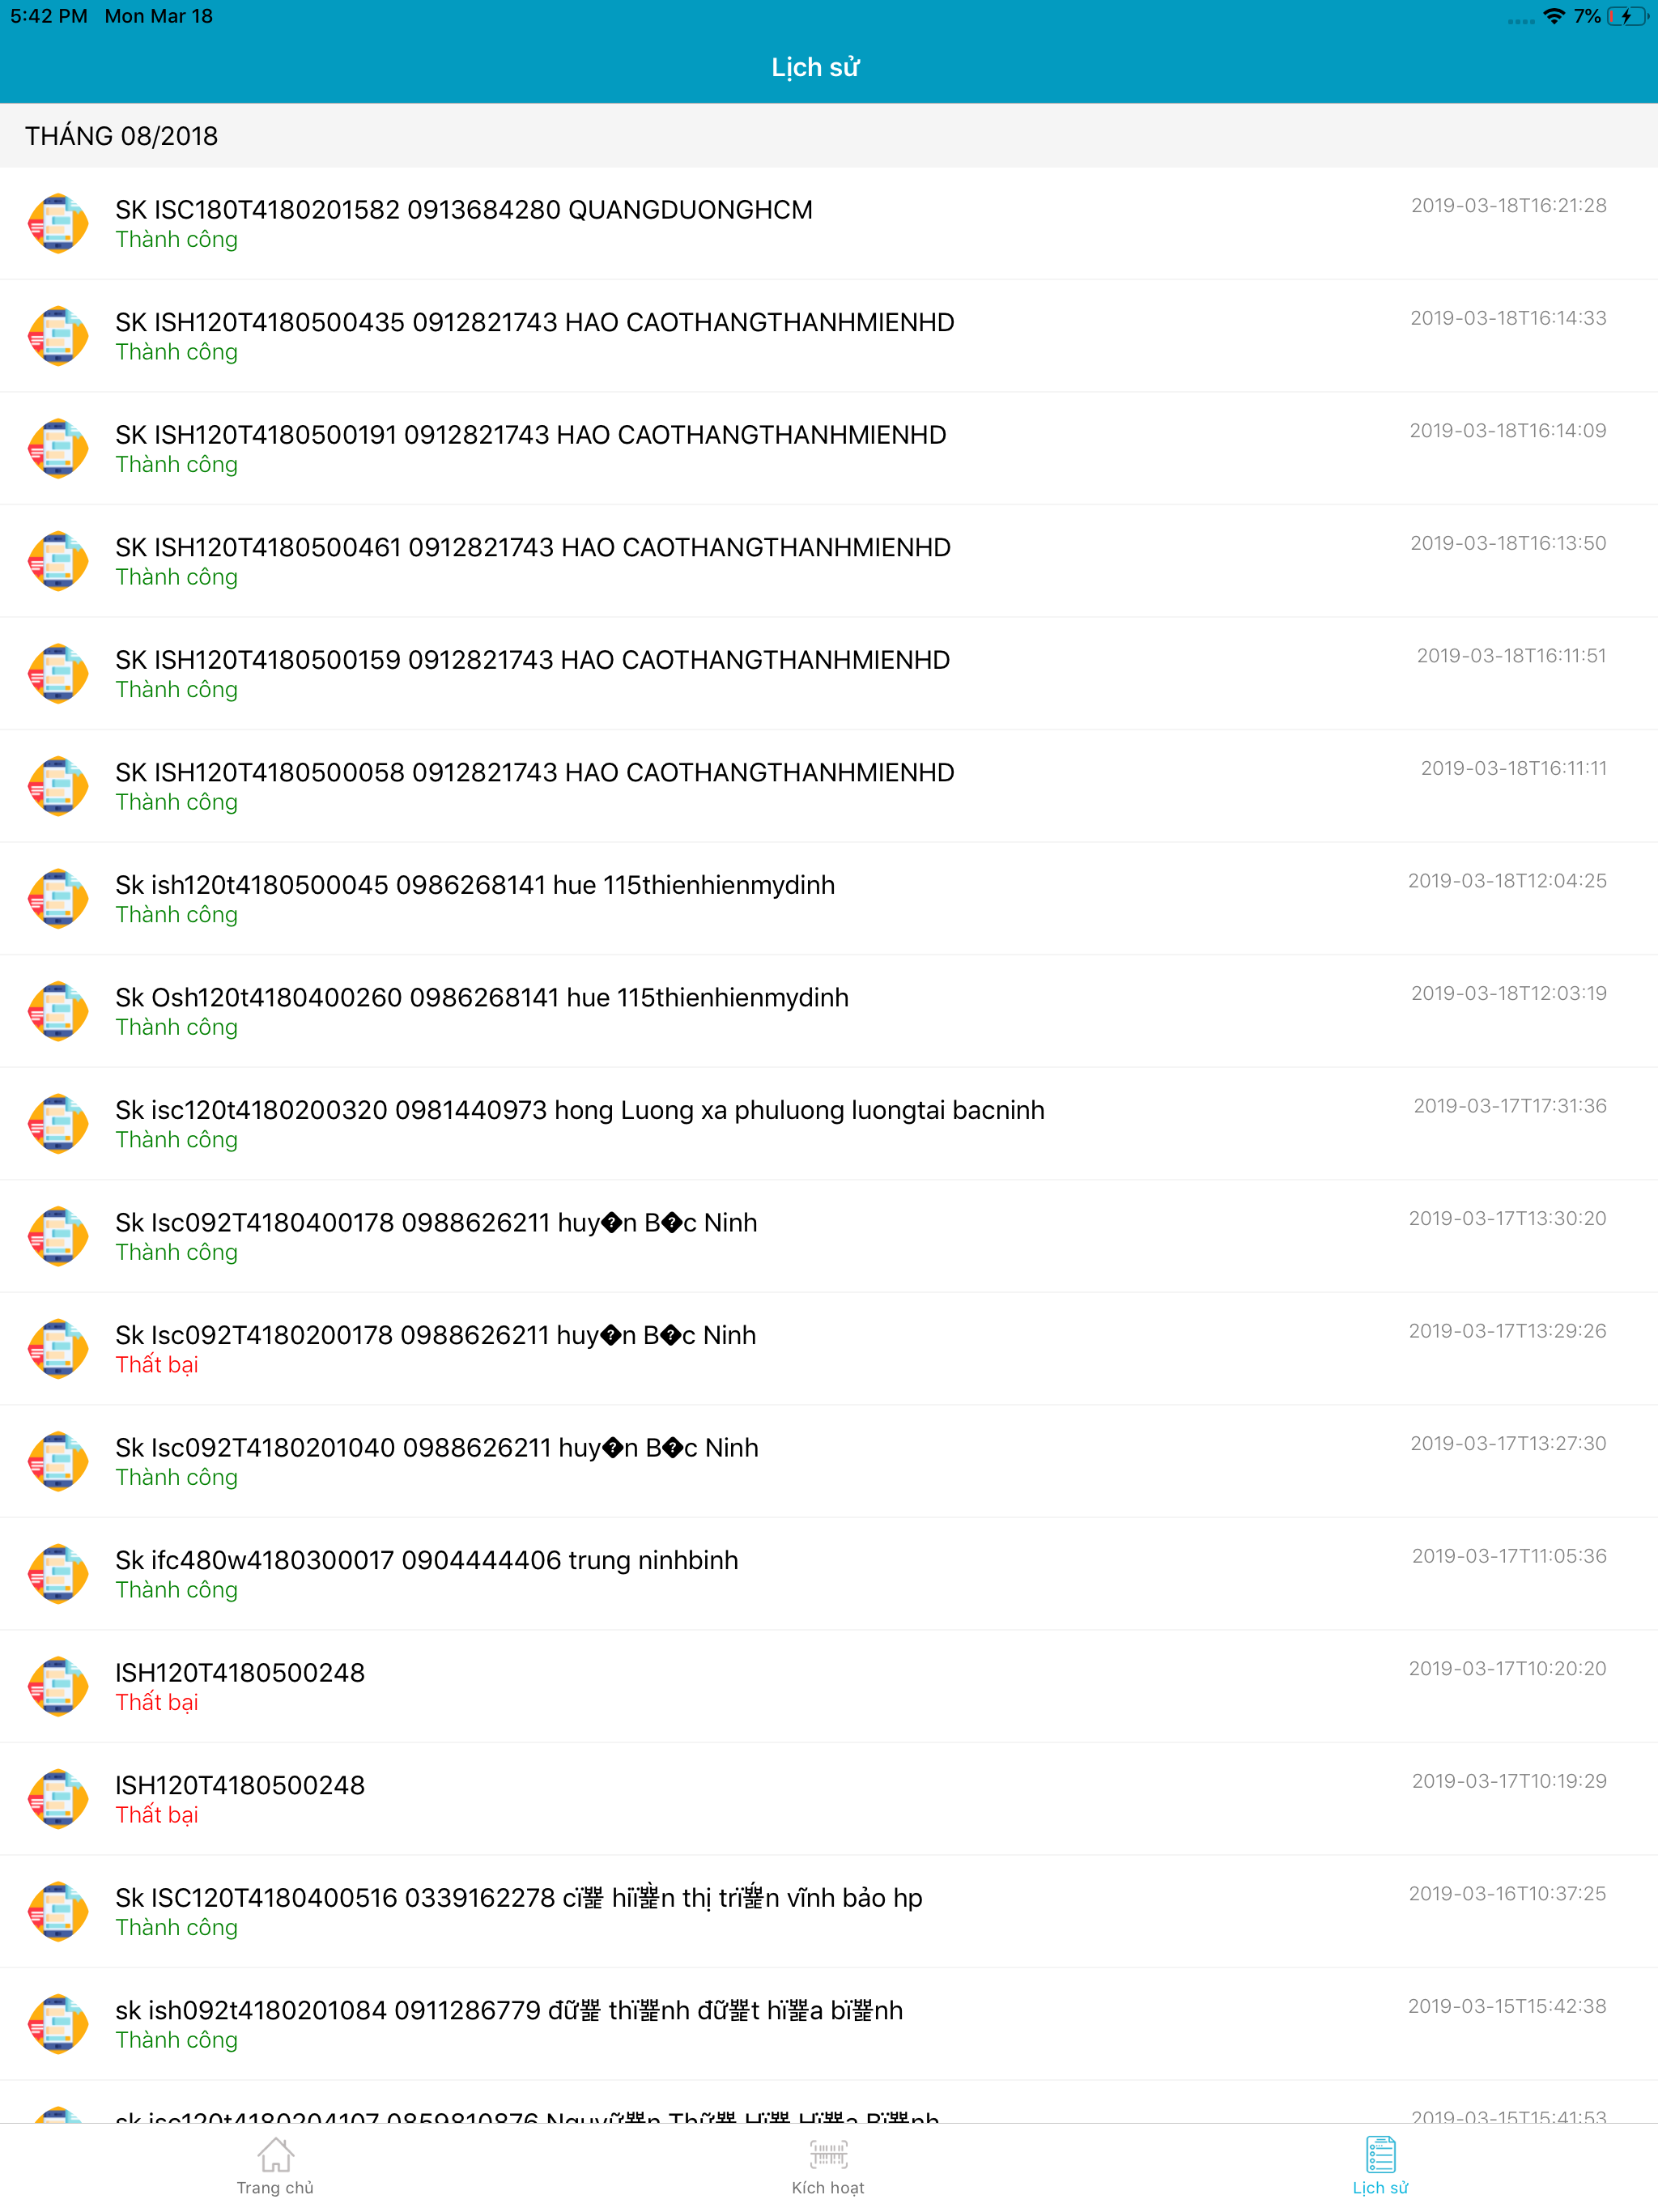 5:42 PM Mon Mar 18
7%
Lịch sử
THÁNG 08/2018
SK ISC180T4180201582 0913684280 QUANGDUONGHCM
2019-03-18T16:21:28
Thành công
SK ISH120T4180500435 0912821743 HAO CAOTHANGTHANHMIENHD
2019-03-18T16:14:33
Thành công
SK ISH120T4180500191 0912821743 HAO CAOTHANGTHANHMIENHD
2019-03-18T16:14:09
Thành công
SK ISH120T4180500461 0912821743 HAO CAOTHANGTHANHMIENHD
2019-03-18T16:13:50
Thành công
SK ISH120T4180500159 0912821743 HAO CAOTHANGTHANHMIENHD
2019-03-18T16:11:51
Thành công
SK ISH120T4180500058 0912821743 HAO CAOTHANGTHANHMIENHD
2019-03-18T16:11:11
Thành công
Sk ish120t4180500045 0986268141 hue 115thienhienmydinh
2019-03-18T12:04:25
Thành công
Sk Osh120t4180400260 0986268141 hue 115thienhienmydinh
2019-03-18T12:03:19
Thành công
Sk isc120t4180200320 0981440973 hong Luong xa phuluong luongtai bacninh
2019-03-17T17:31:36
Thành công
Sk Isc092T4180400178 0988626211 huy�n B�c Ninh
2019-03-17T13:30:20
Thành công
Sk Isc092T4180200178 0988626211 huy�n B�c Ninh
2019-03-17T13:29:26
Thất bại
Sk Isc092T4180201040 0988626211 huy�n B�c Ninh
2019-03-17T13:27:30
Thành công
Sk ifc480w4180300017 0904444406 trung ninhbinh
2019-03-17T11:05:36
Thành công
ISH120T4180500248
2019-03-17T10:20:20
Thất bại
ISH120T4180500248
2019-03-17T10:19:29
Thất bại
Sk ISC120T4180400516 0339162278 thị vĩnh bảo hp
2019-03-16T10:37:25
Thành công
sk ish092t4180201084 0911286779
2019-03-15T15:42:38
Thành công
sk isc120t4180204107 0859810876
2019-03-15T15:41:53
Trang chủ
Kích hoạt
Lịch sử